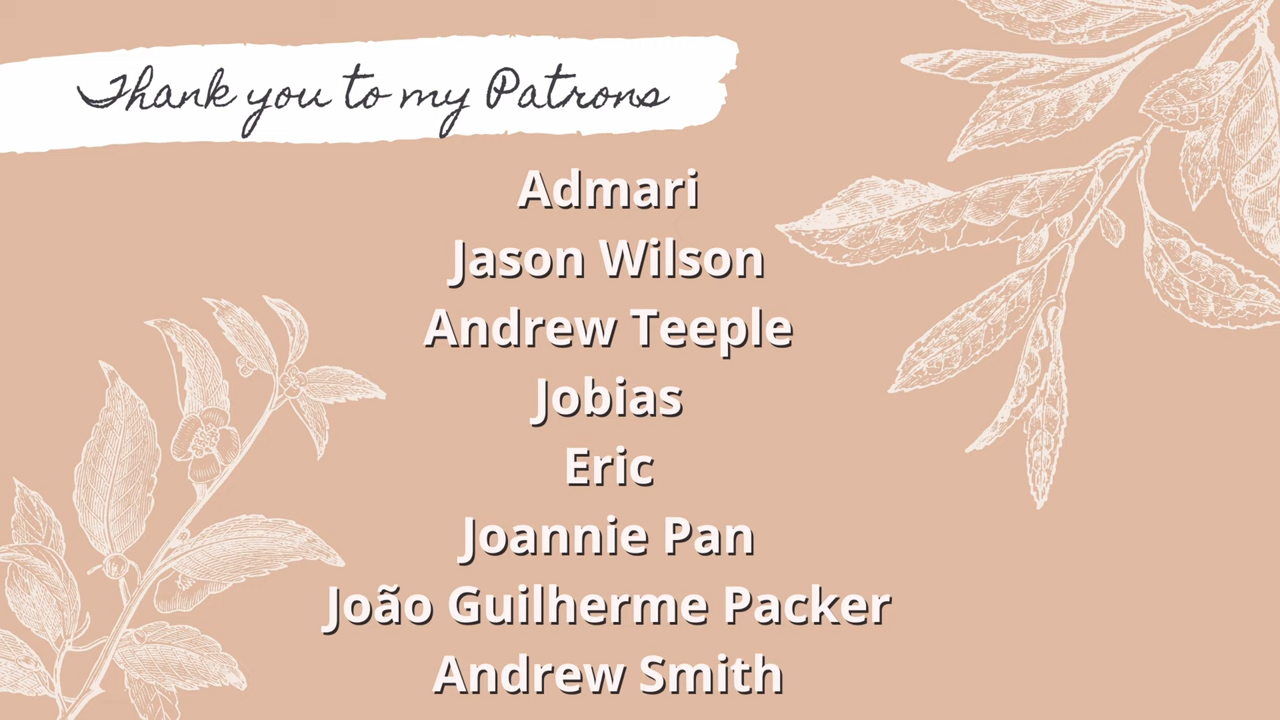 Thank you to my Patrons
Admari
Jason Wilson
Andrew Teeple
Jobias
Eric
Joannie Pan
João Guilherme Packer
Andrew Smith